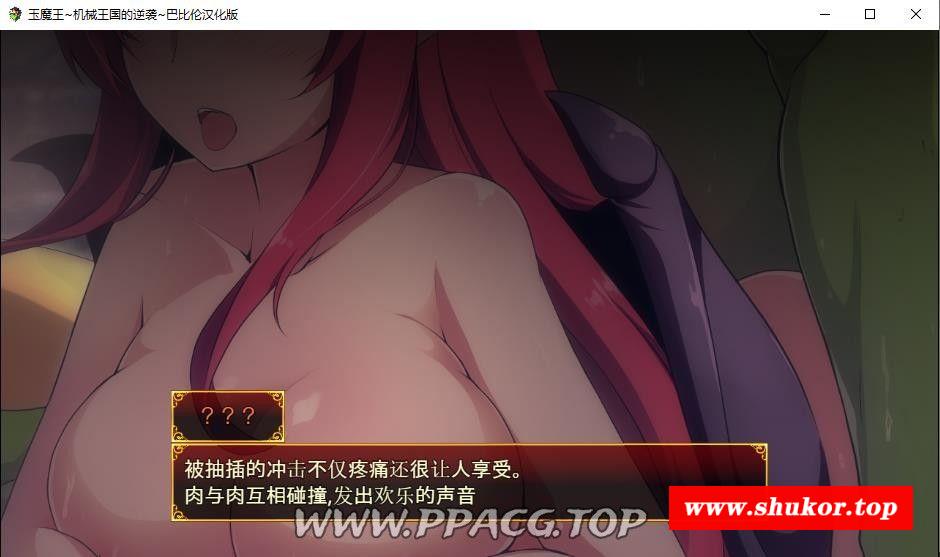 玉魔王~机械王国的逆袭~巴比伦汉化版
？？？
被抽插的冲击不仅疼痛还很让人享受。
肉与肉互相碰撞,发出欢乐的声音
WWW.PPACG.TOP
www.shukor.top